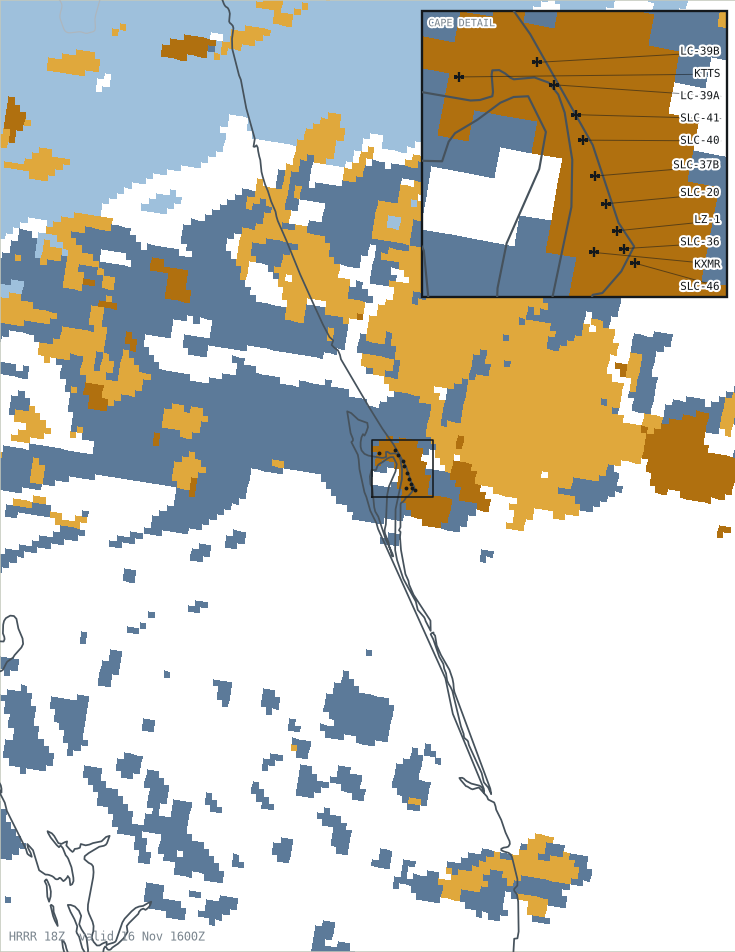 CAPE DETAIL
LC-39B
KTTS
LC-39A
SLC-41
SLC-40
SLC-37B
SLC-20
LZ-1
SLC-36
KXMR
SLC-46
HRRR 18Z valid 16 Nov 1600Z